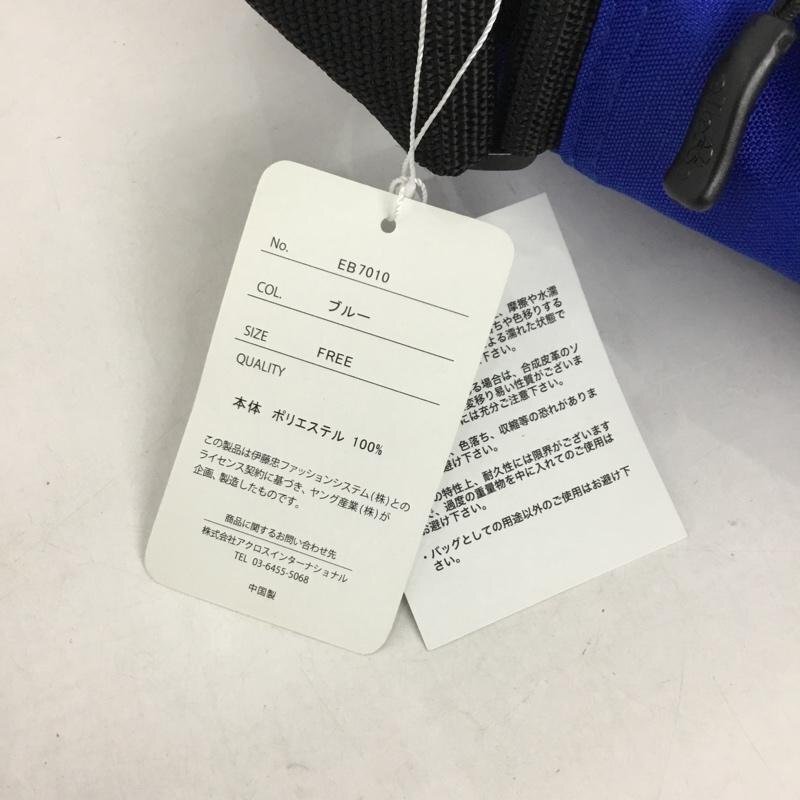 No. EB7010
COL. ブルー
SIZE FREE
QUALITY
本体 ポリエステル 100%
この製品は伊藤忠ファッションシステム(株)との
ライセンス契約に基づき、ヤング産業(株)が
企画,製造したものです。
商品に関するお問い合わせ先
株式会社アクロスインターナショナル
TEL 03-6455-5068
中国製
、摩擦や水濡
ちや色移りする
よる濡れた状態で
下さい。
る場合は、合成皮革のソ
変移り易い性質がございま
には充分ご注意下さい。
、色落ち、収縮等の恐れがありま
避け下さい。
の特性上、耐久性には限界がございます
、過度の重量物を中に入れてのご使用は
お避け下さい。
・バッグとしての用途以外のご使用はお避け下
さい。